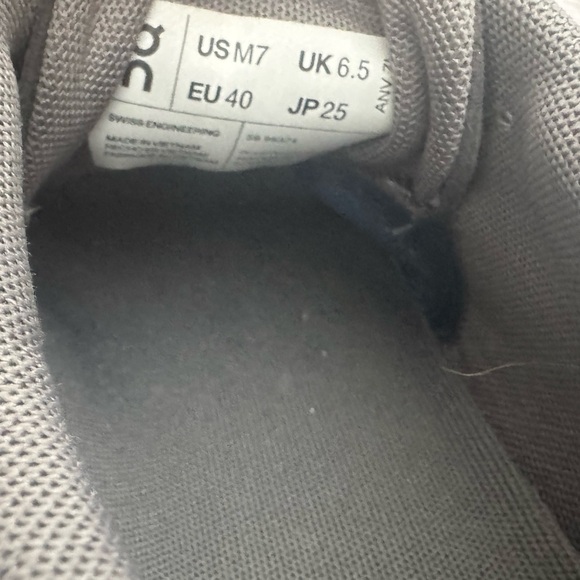 US M7 UK 6.5
EU 40 JP 25
SWISS ENGINEERING
MADE IN VIETNAM